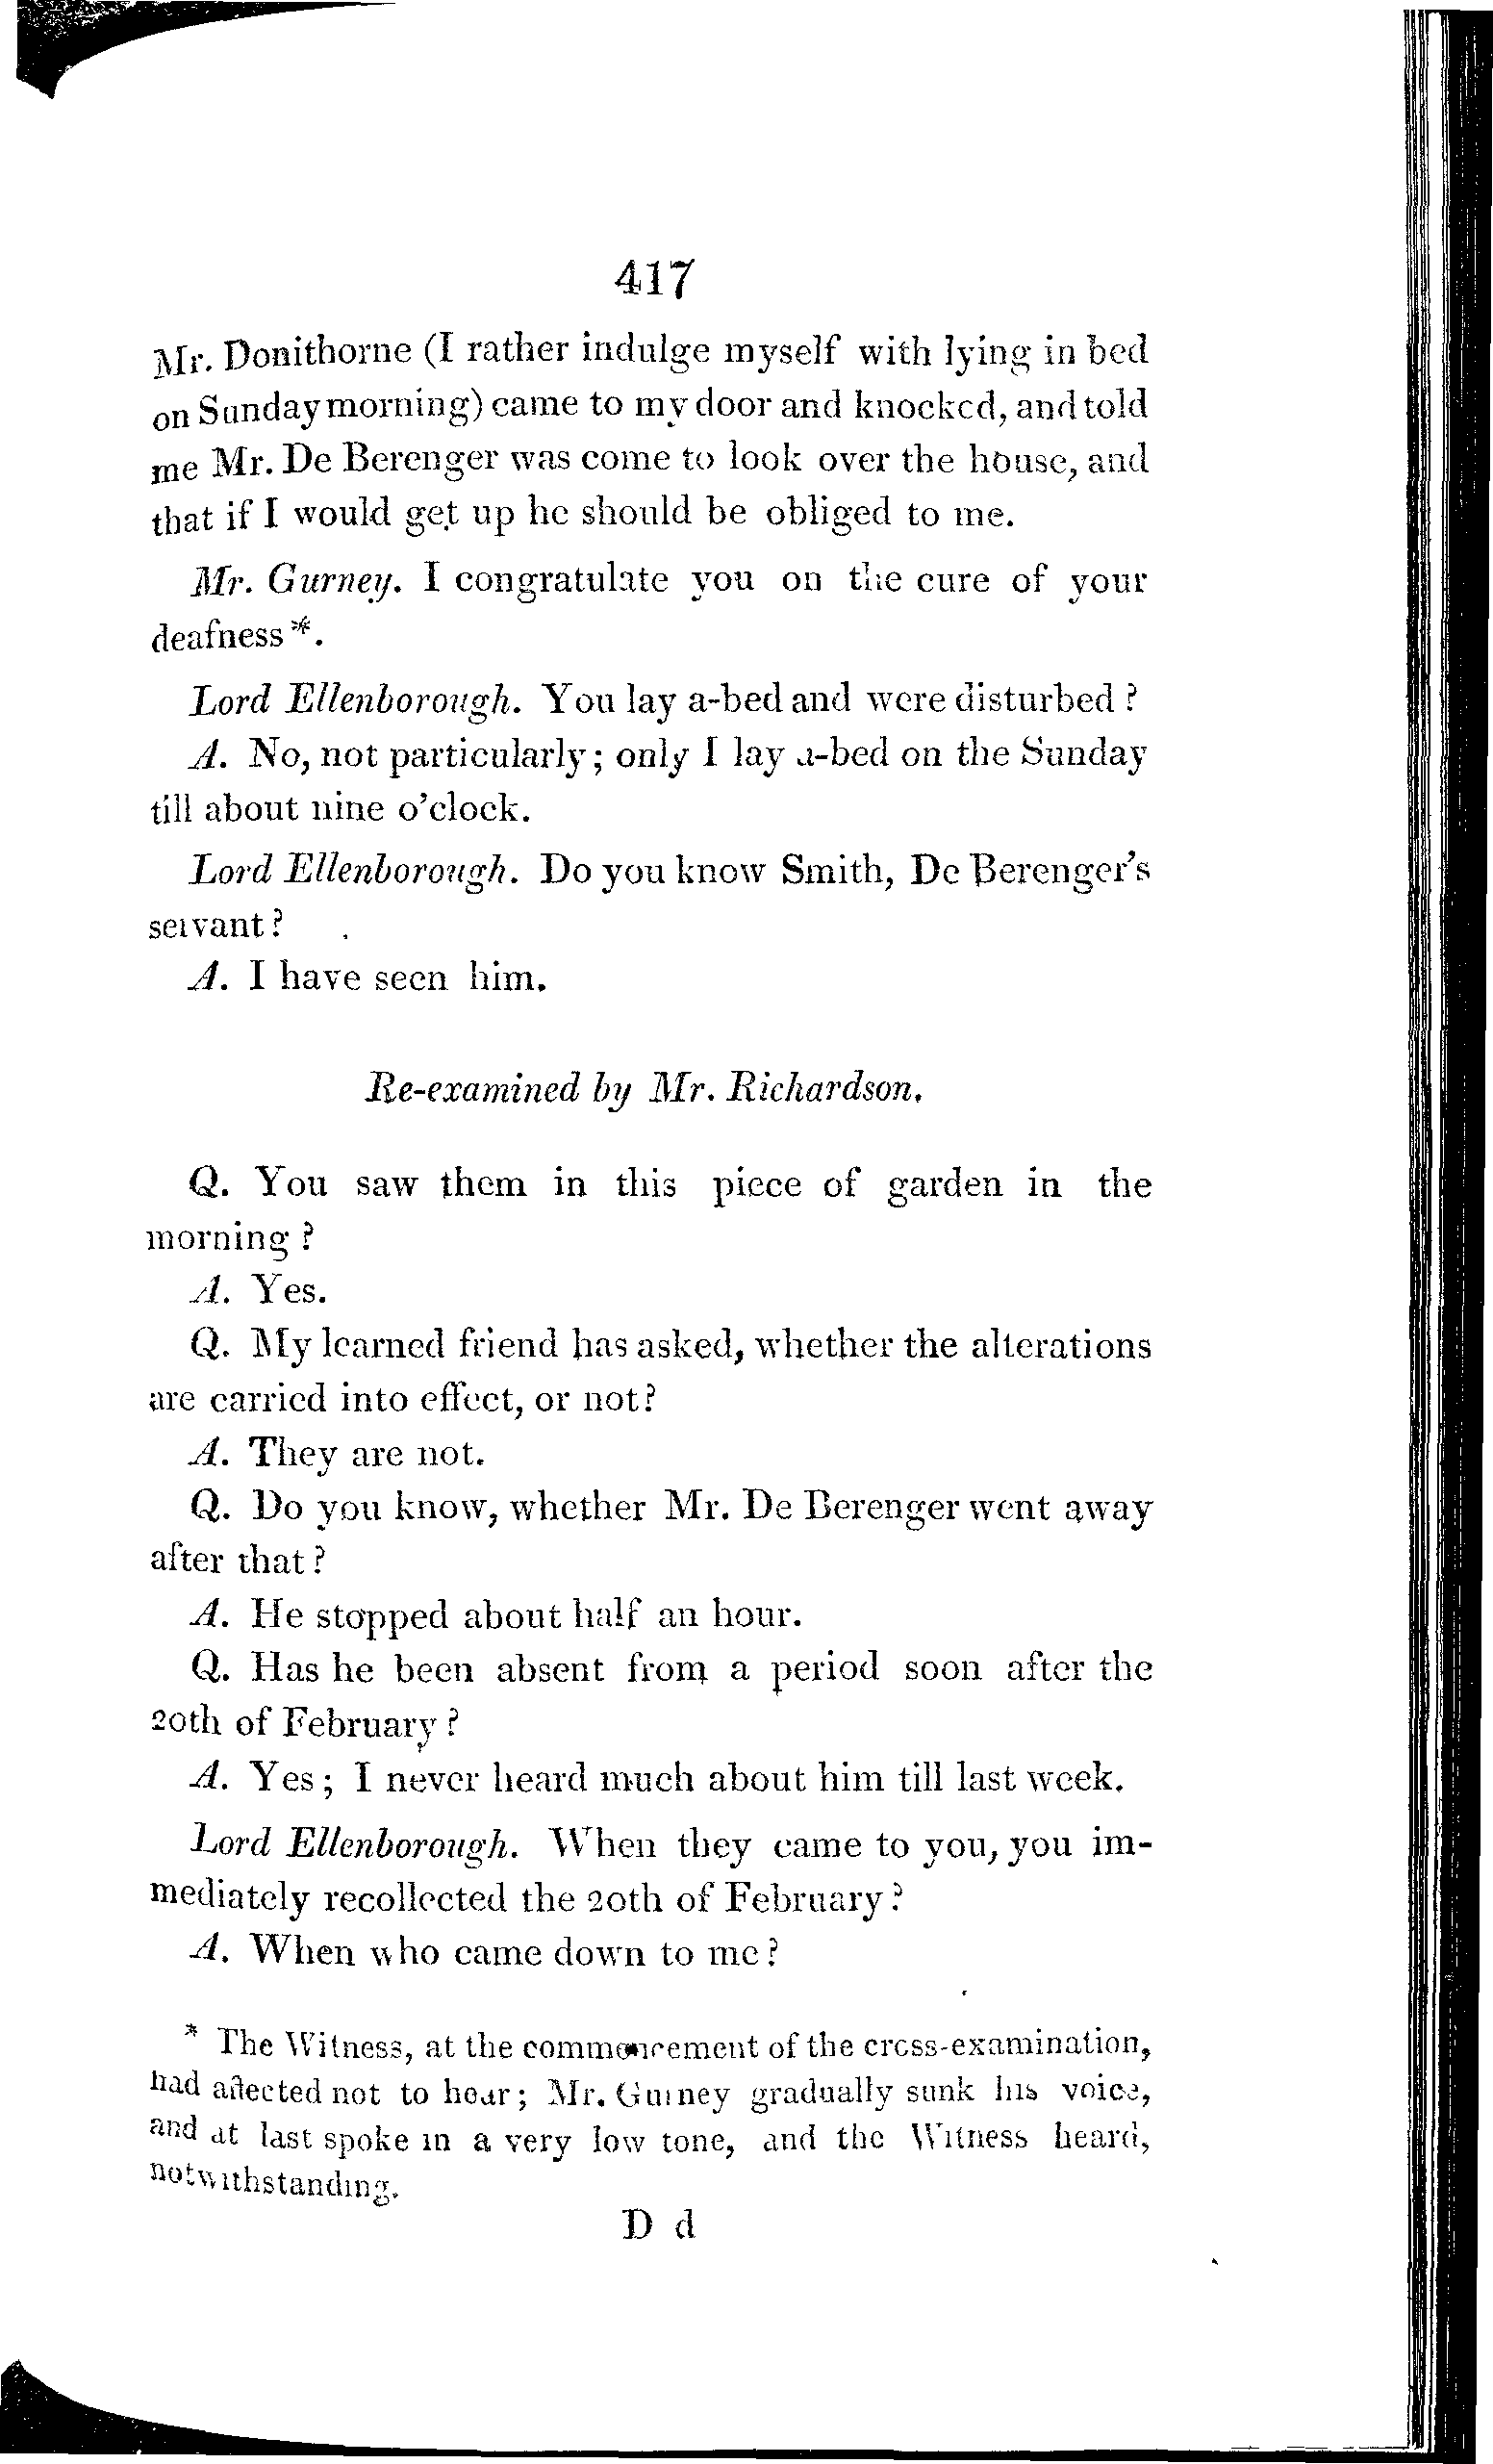 417
Mr. Donithorne (I rather indulge myself with lying in bed
on Sunday morning) came to my door and knocked, and told
me Mr. De Berenger was come to look over the house, and
that if I would get up he should be obliged to me.
Mr. Gurney. I congratulate you on the cure of your
deafness *.
Lord Ellenborough. You lay a-bed and were disturbed ?
A. No, not particularly; only I lay a-bed on the Sunday
till about nine o'clock.
Lord Ellenborough. Do you know Smith, De Berenger's
servant ?
A. I have seen him.
Re-examined by Mr. Richardson.
Q. You saw them in this piece of garden in the
morning ?
A. Yes.
Q. My learned friend has asked, whether the alterations
are carried into effect, or not?
A. They are not.
Q. Do you know, whether Mr. De Berenger went away
after that ?
A. He stopped about half an hour.
Q. Has he been absent from a period soon after the
20th of February ?
A. Yes; I never heard much about him till last week.
Lord Ellenborough. When they came to you, you im-
mediately recollected the 20th of February ?
A. When who came down to me ?
* The Witness, at the commencement of the cross-examination,
had affected not to hear; Mr. Gurney gradually sunk his voice,
and at last spoke in a very low tone, and the Witness heard,
notwithstanding.
D d